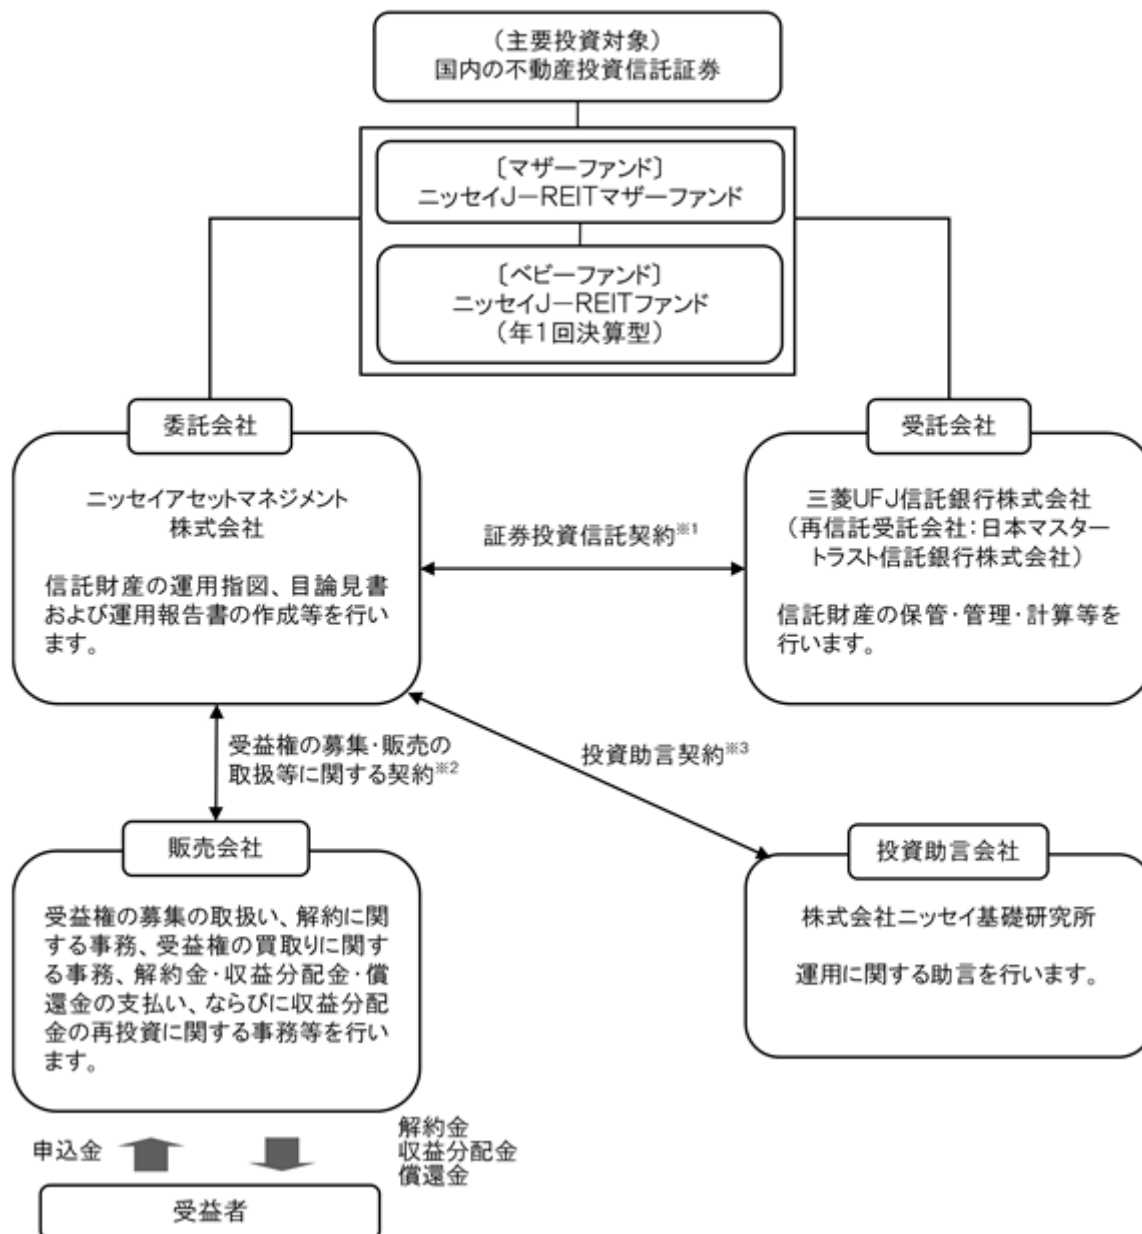 （主要投資対象）
国内の不動産投資信託証券
〔マザーファンド〕
ニッセイJ－REITマザーファンド
〔ベビーファンド〕
ニッセイJ－REITファンド
（年1回決算型）
委託会社
ニッセイアセットマネジメント
株式会社
信託財産の運用指図、目論見書
および運用報告書の作成等を行い
ます。
証券投資信託契約※1
受託会社
三菱UFJ信託銀行株式会社
（再信託受託会社：日本マスター
トラスト信託銀行株式会社）
信託財産の保管・管理・計算等を
行います。
受益権の募集・販売の
取扱等に関する契約※2
投資助言契約※3
販売会社
受益権の募集の取扱い、解約に関
する事務、受益権の買取りに関す
る事務、解約金・収益分配金・償
還金の支払い、ならびに収益分配
金の再投資に関する事務等を行い
ます。
投資助言会社
株式会社ニッセイ基礎研究所
運用に関する助言を行います。
申込金
解約金
収益分配金
償還金
受益者